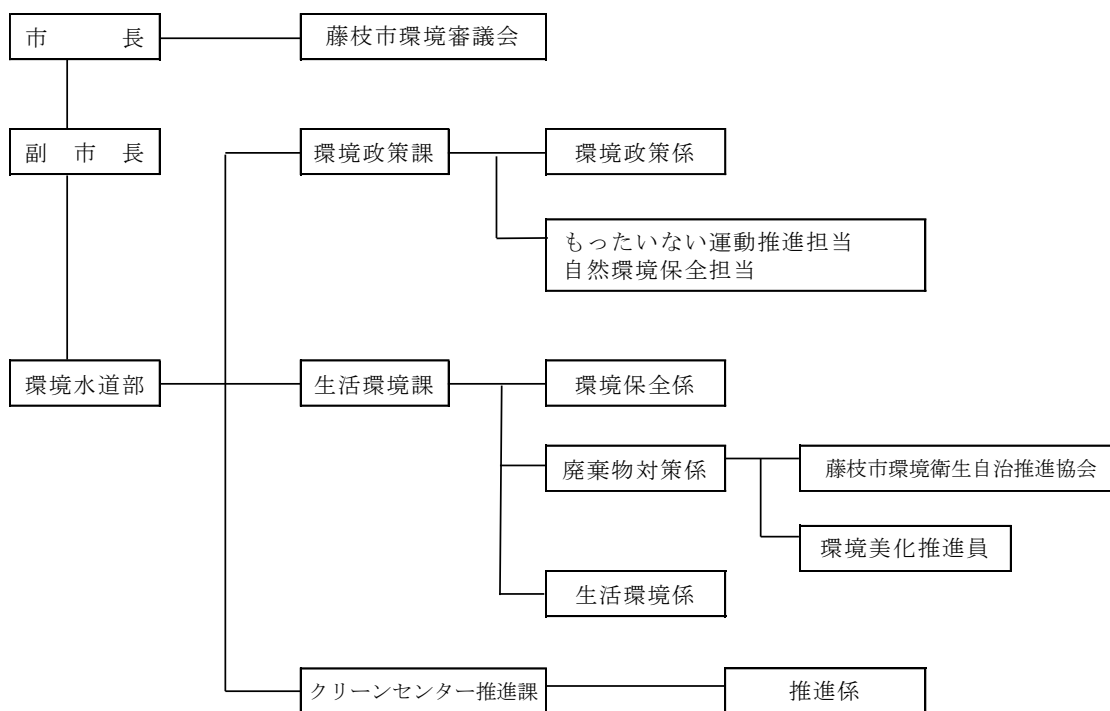 市　　　長
藤枝市環境審議会
副　市　長
環境政策課
環境政策係
もったいない運動推進担当
自然環境保全担当
環境水道部
生活環境課
環境保全係
廃棄物対策係
藤枝市環境衛生自治推進協会
環境美化推進員
生活環境係
クリーンセンター推進課
推進係